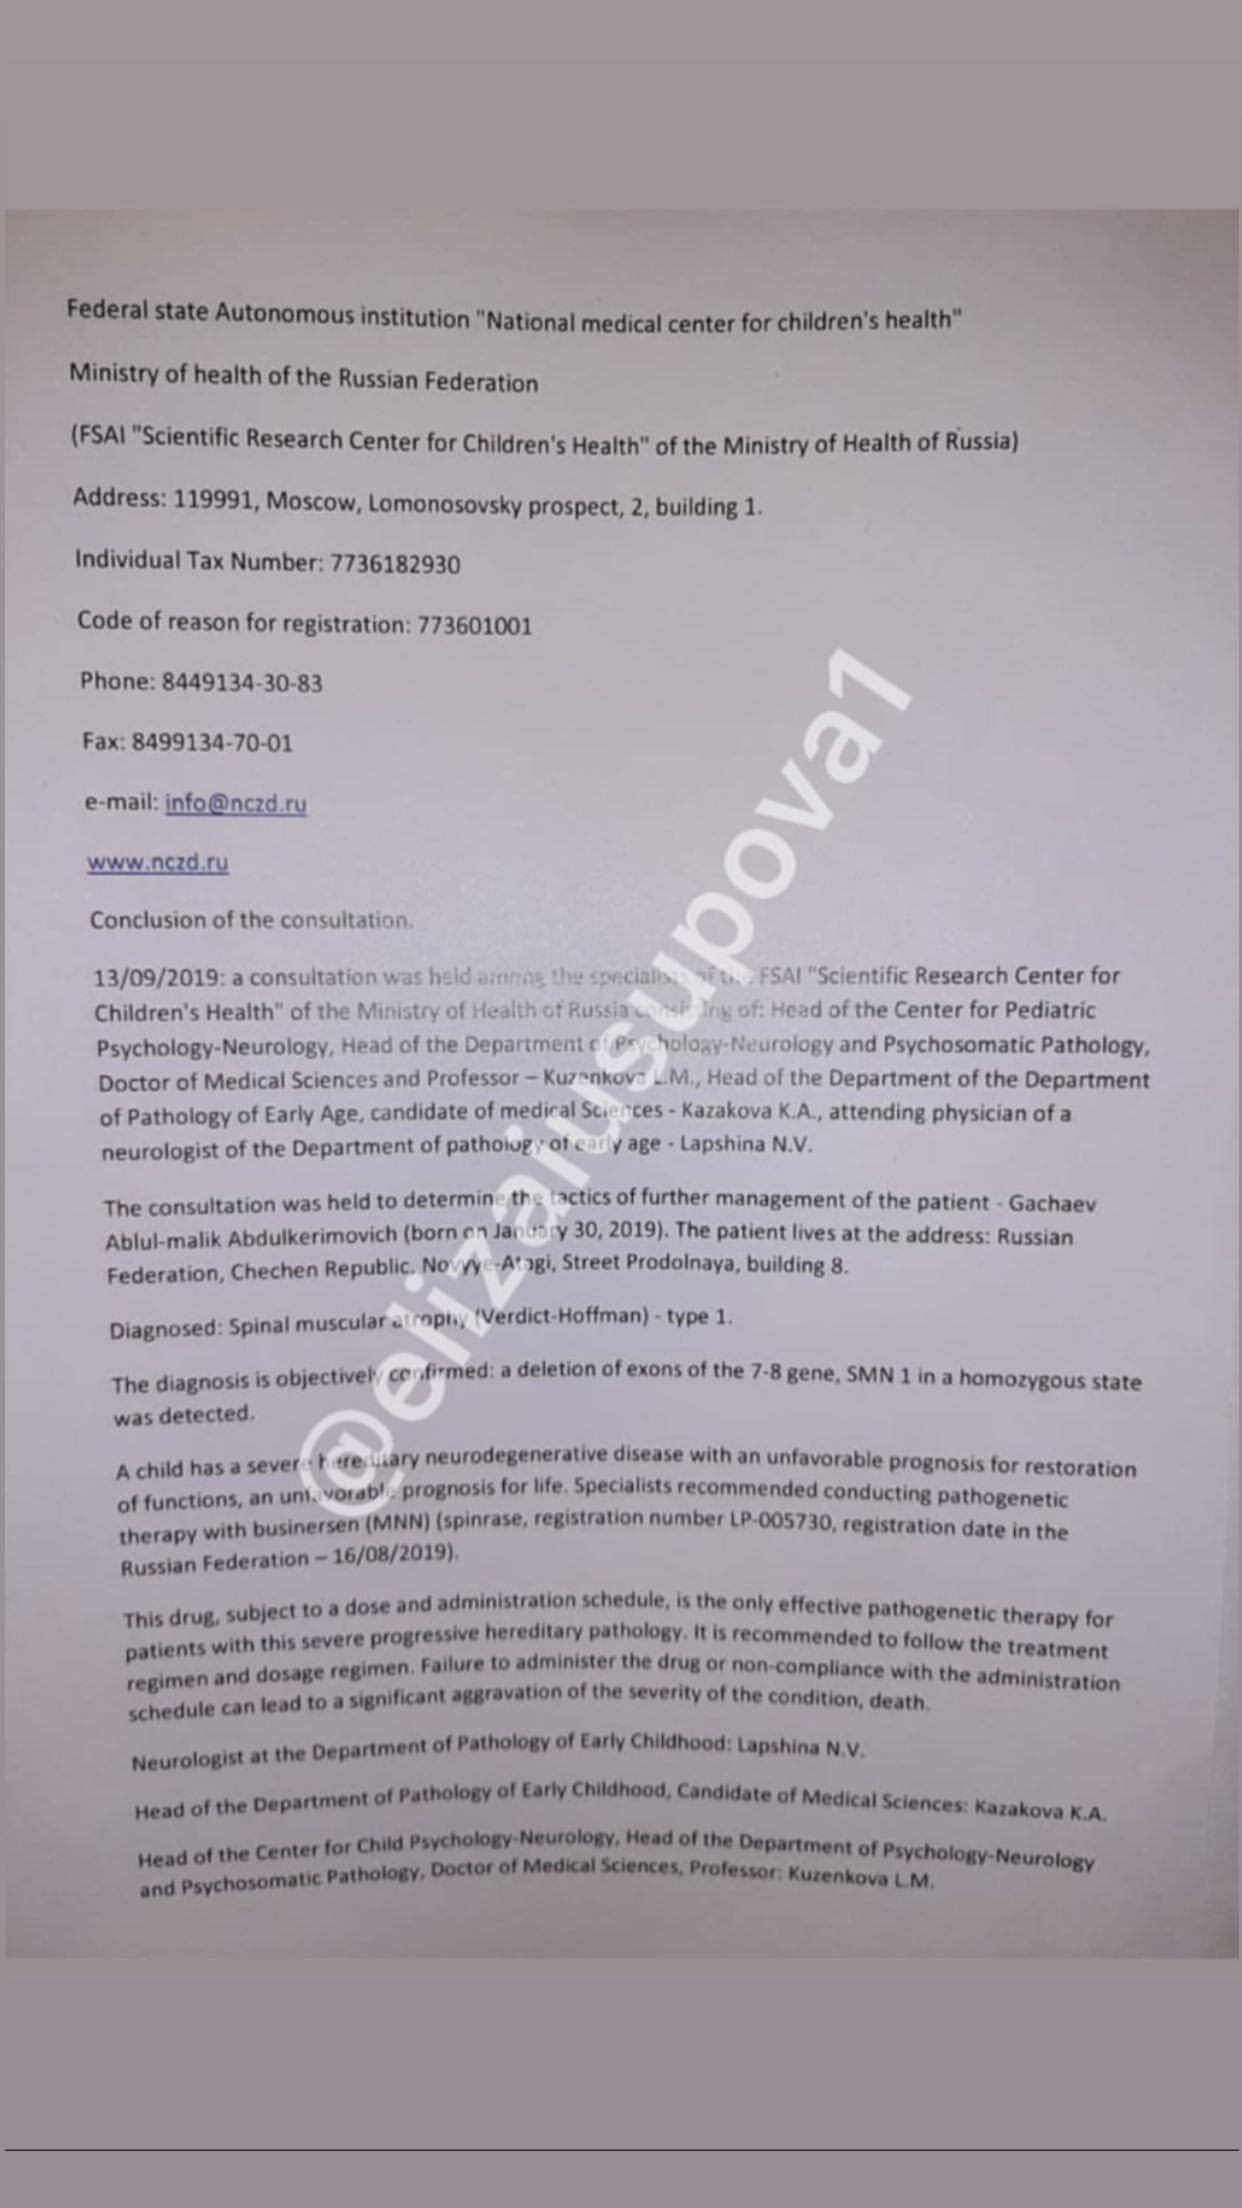 Federal state Autonomous institution "National medical center for children's health"
Ministry of health of the Russian Federation
(FSAI "Scientific Research Center for Children's Health" of the Ministry of Health of Russia)
Address: 119991, Moscow, Lomonosovsky prospect, 2, building 1.
Individual Tax Number: 7736182930
Code of reason for registration: 773601001
Phone: 8449134-30-83
Fax: 8499134-70-01
e-mail: info@nczd.ru
www.nczd.ru
Conclusion of the consultation.
13/09/2019: a consultation was held among the specialists of the FSAI "Scientific Research Center for
Children's Health" of the Ministry of Health of Russia consisting of: Head of the Center for Pediatric
Psychology-Neurology, Head of the Department of Psychology-Neurology and Psychosomatic Pathology,
Doctor of Medical Sciences and Professor – Kuzenkova L.M., Head of the Department of the Department
of Pathology of Early Age, candidate of medical Sciences - Kazakova K.A., attending physician of a
neurologist of the Department of pathology of early age - Lapshina N.V.
The consultation was held to determine the tactics of further management of the patient - Gachaev
Ablul-malik Abdulkerimovich (born on January 30, 2019). The patient lives at the address: Russian
Federation, Chechen Republic, Novyye-Atagi, Street Prodolnaya, building 8.
Diagnosed: Spinal muscular atrophy (Verdict-Hoffman) - type 1.
The diagnosis is objectively confirmed: a deletion of exons of the 7-8 gene, SMN 1 in a homozygous state
was detected.
A child has a severe hereditary neurodegenerative disease with an unfavorable prognosis for restoration
of functions, an unfavorable prognosis for life. Specialists recommended conducting pathogenetic
therapy with businersen (MNN) (spinrase, registration number LP-005730, registration date in the
Russian Federation – 16/08/2019).
This drug, subject to a dose and administration schedule, is the only effective pathogenetic therapy for
patients with this severe progressive hereditary pathology. It is recommended to follow the treatment
regimen and dosage regimen. Failure to administer the drug or non-compliance with the administration
schedule can lead to a significant aggravation of the severity of the condition, death.
Neurologist at the Department of Pathology of Early Childhood: Lapshina N.V.
Head of the Department of Pathology of Early Childhood, Candidate of Medical Sciences: Kazakova K.A.
Head of the Center for Child Psychology-Neurology, Head of the Department of Psychology-Neurology
and Psychosomatic Pathology, Doctor of Medical Sciences, Professor: Kuzenkova L.M.
@elizaiusupova1